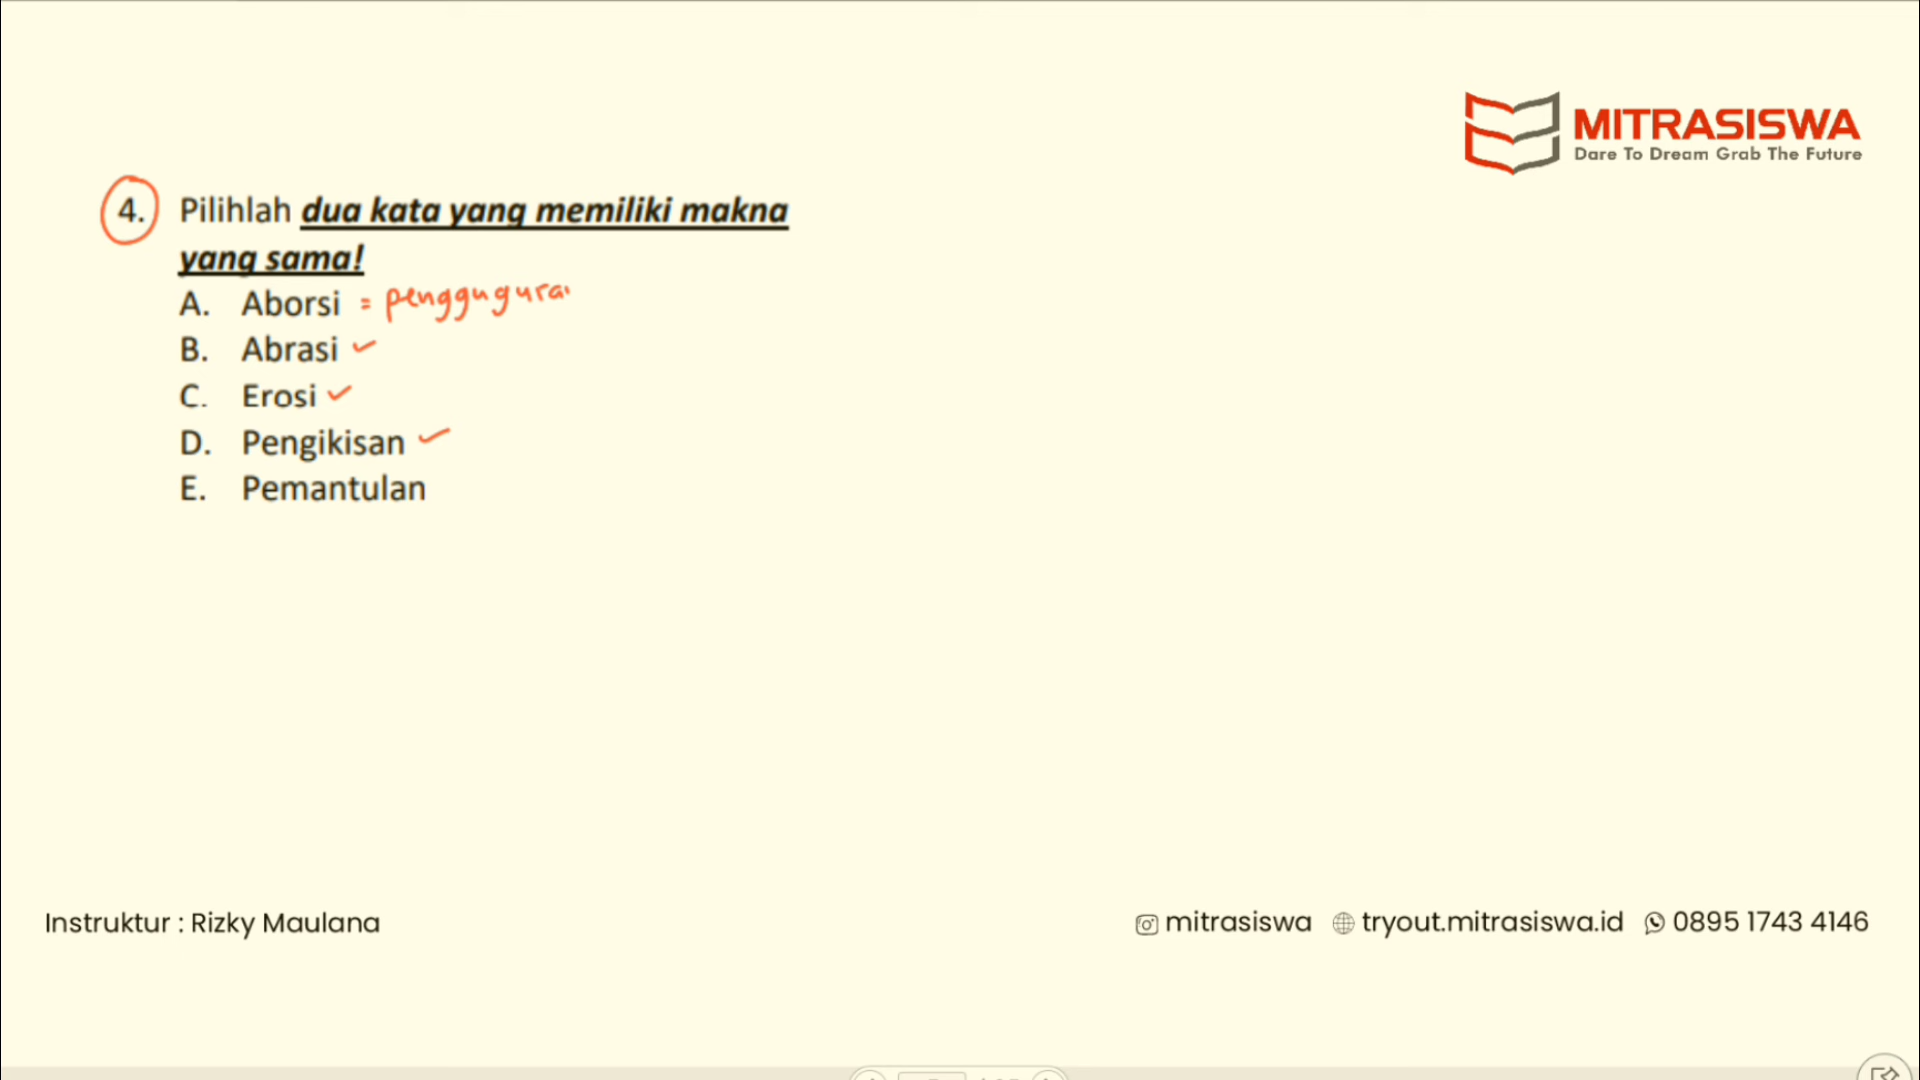 MITRASISWA
Dare To Dream Grab The Future
4. Pilihlah dua kata yang memiliki makna
yang sama!
A. Aborsi = penggugura
B. Abrasi
C. Erosi
D. Pengikisan
E. Pemantulan
Instruktur : Rizky Maulana
mitrasiswa tryout.mitrasiswa.id 0895 1743 4146